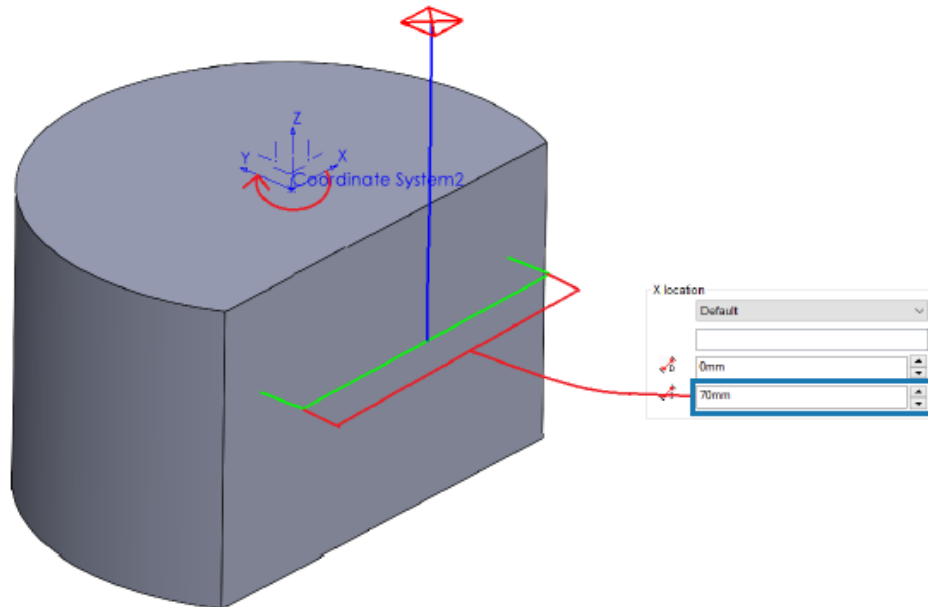 Z
Y
X
Coordinate System2
X location
Default
0mm
70mm